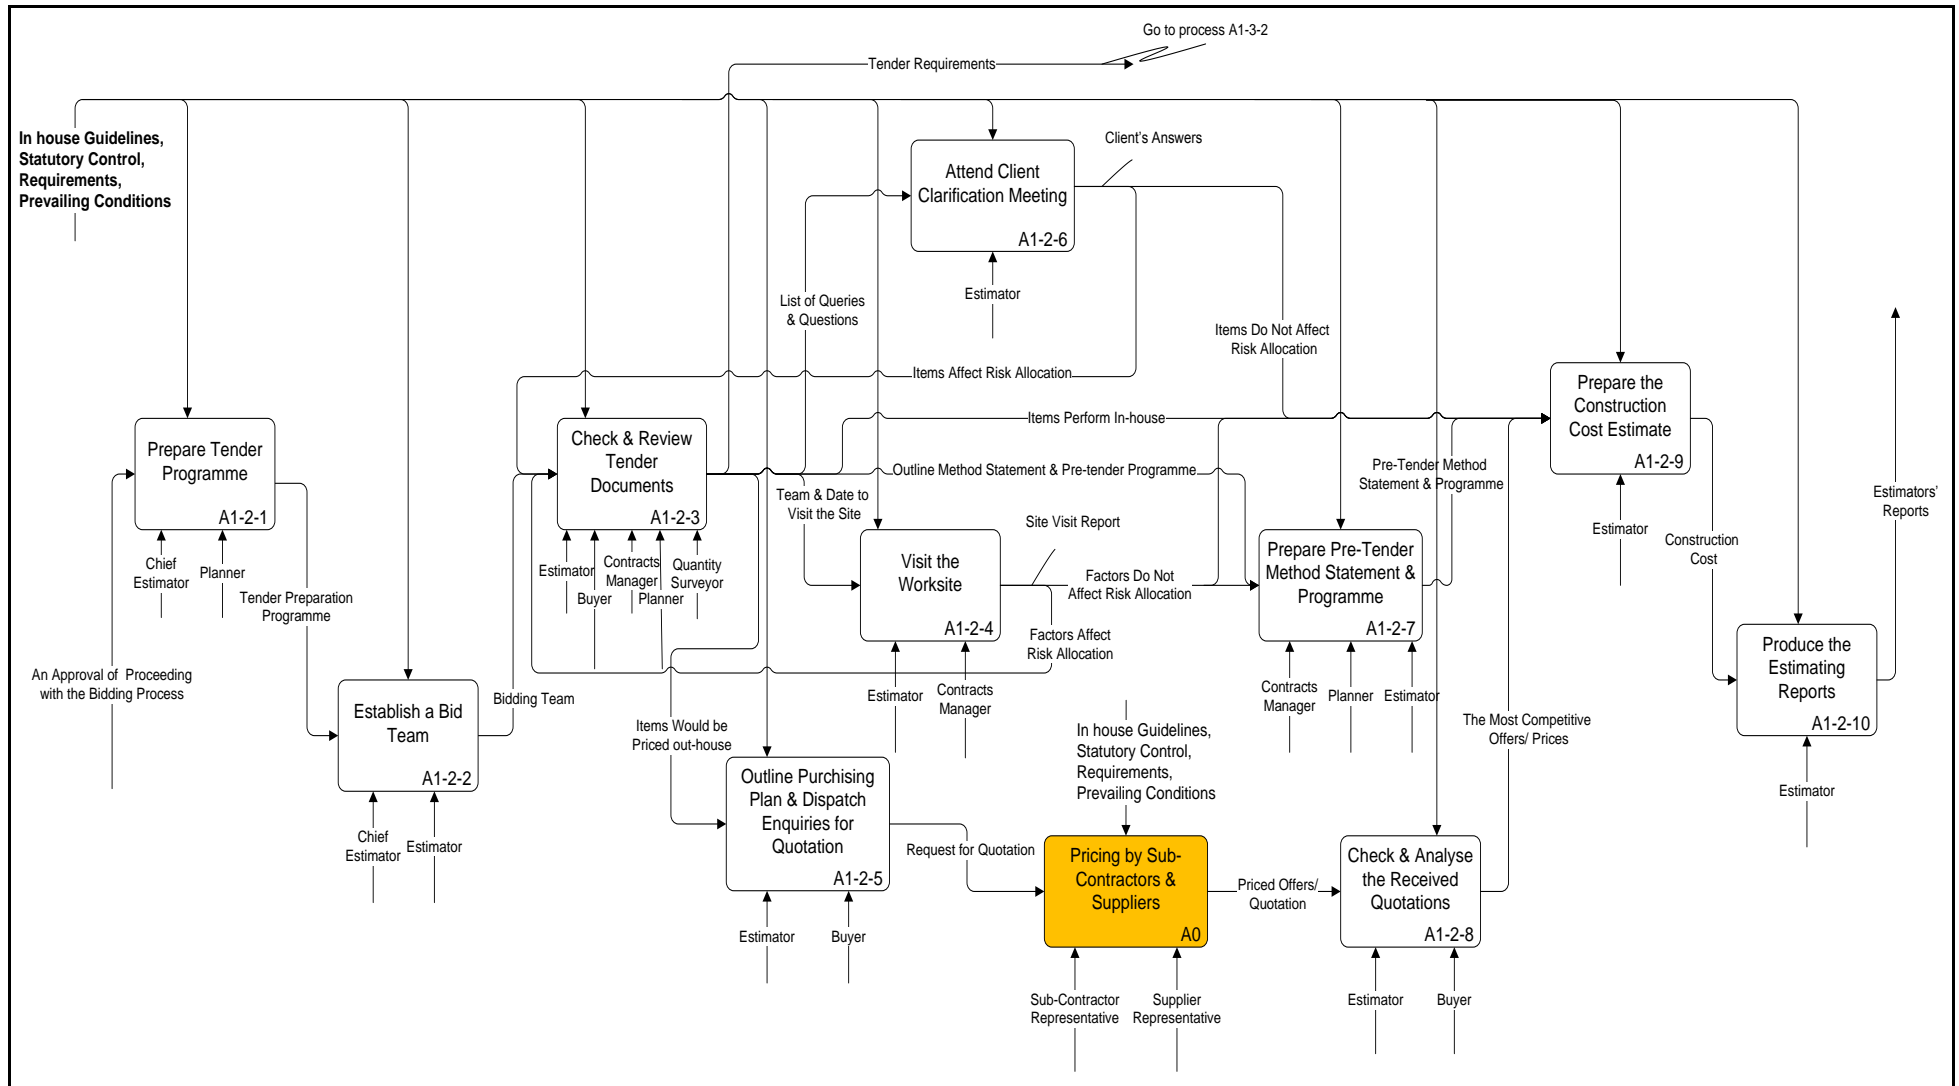 Go to process A1-3-2
Tender Requirements
In house Guidelines,
Statutory Control,
Requirements,
Prevailing Conditions
Client's Answers
Attend Client
Clarification Meeting
A1-2-6
Estimator
List of Queries
& Questions
Items Do Not Affect
Risk Allocation
Items Affect Risk Allocation
Prepare Tender
Programme
A1-2-1
Chief
Estimator
Planner
Tender Preparation
Programme
An Approval of Proceeding
with the Bidding Process
Establish a Bid
Team
A1-2-2
Chief
Estimator
Estimator
Bidding Team
Check & Review
Tender
Documents
A1-2-3
Estimator
Buyer
Contracts
Manager
Planner
Quantity
Surveyor
Items Perform In-house
Outline Method Statement & Pre-tender Programme
Team & Date to
Visit the Site
Site Visit Report
Visit the
Worksite
A1-2-4
Estimator
Contracts
Manager
Factors Do Not
Affect Risk Allocation
Factors Affect
Risk Allocation
Prepare Pre-Tender
Method Statement &
Programme
A1-2-7
Contracts
Manager
Planner
Estimator
Pre-Tender Method
Statement & Programme
Prepare the
Construction
Cost Estimate
A1-2-9
Estimator
Construction
Cost
Estimators'
Reports
Produce the
Estimating
Reports
A1-2-10
Estimator
Items Would be
Priced out-house
Outline Purchasing
Plan & Dispatch
Enquiries for
Quotation
A1-2-5
Estimator
Buyer
Request for Quotation
In house Guidelines,
Statutory Control,
Requirements,
Prevailing Conditions
Pricing by Sub-
Contractors &
Suppliers
A0
Sub-Contractor
Representative
Supplier
Representative
Priced Offers/
Quotation
Check & Analyse
the Received
Quotations
A1-2-8
Estimator
Buyer
The Most Competitive
Offers/ Prices